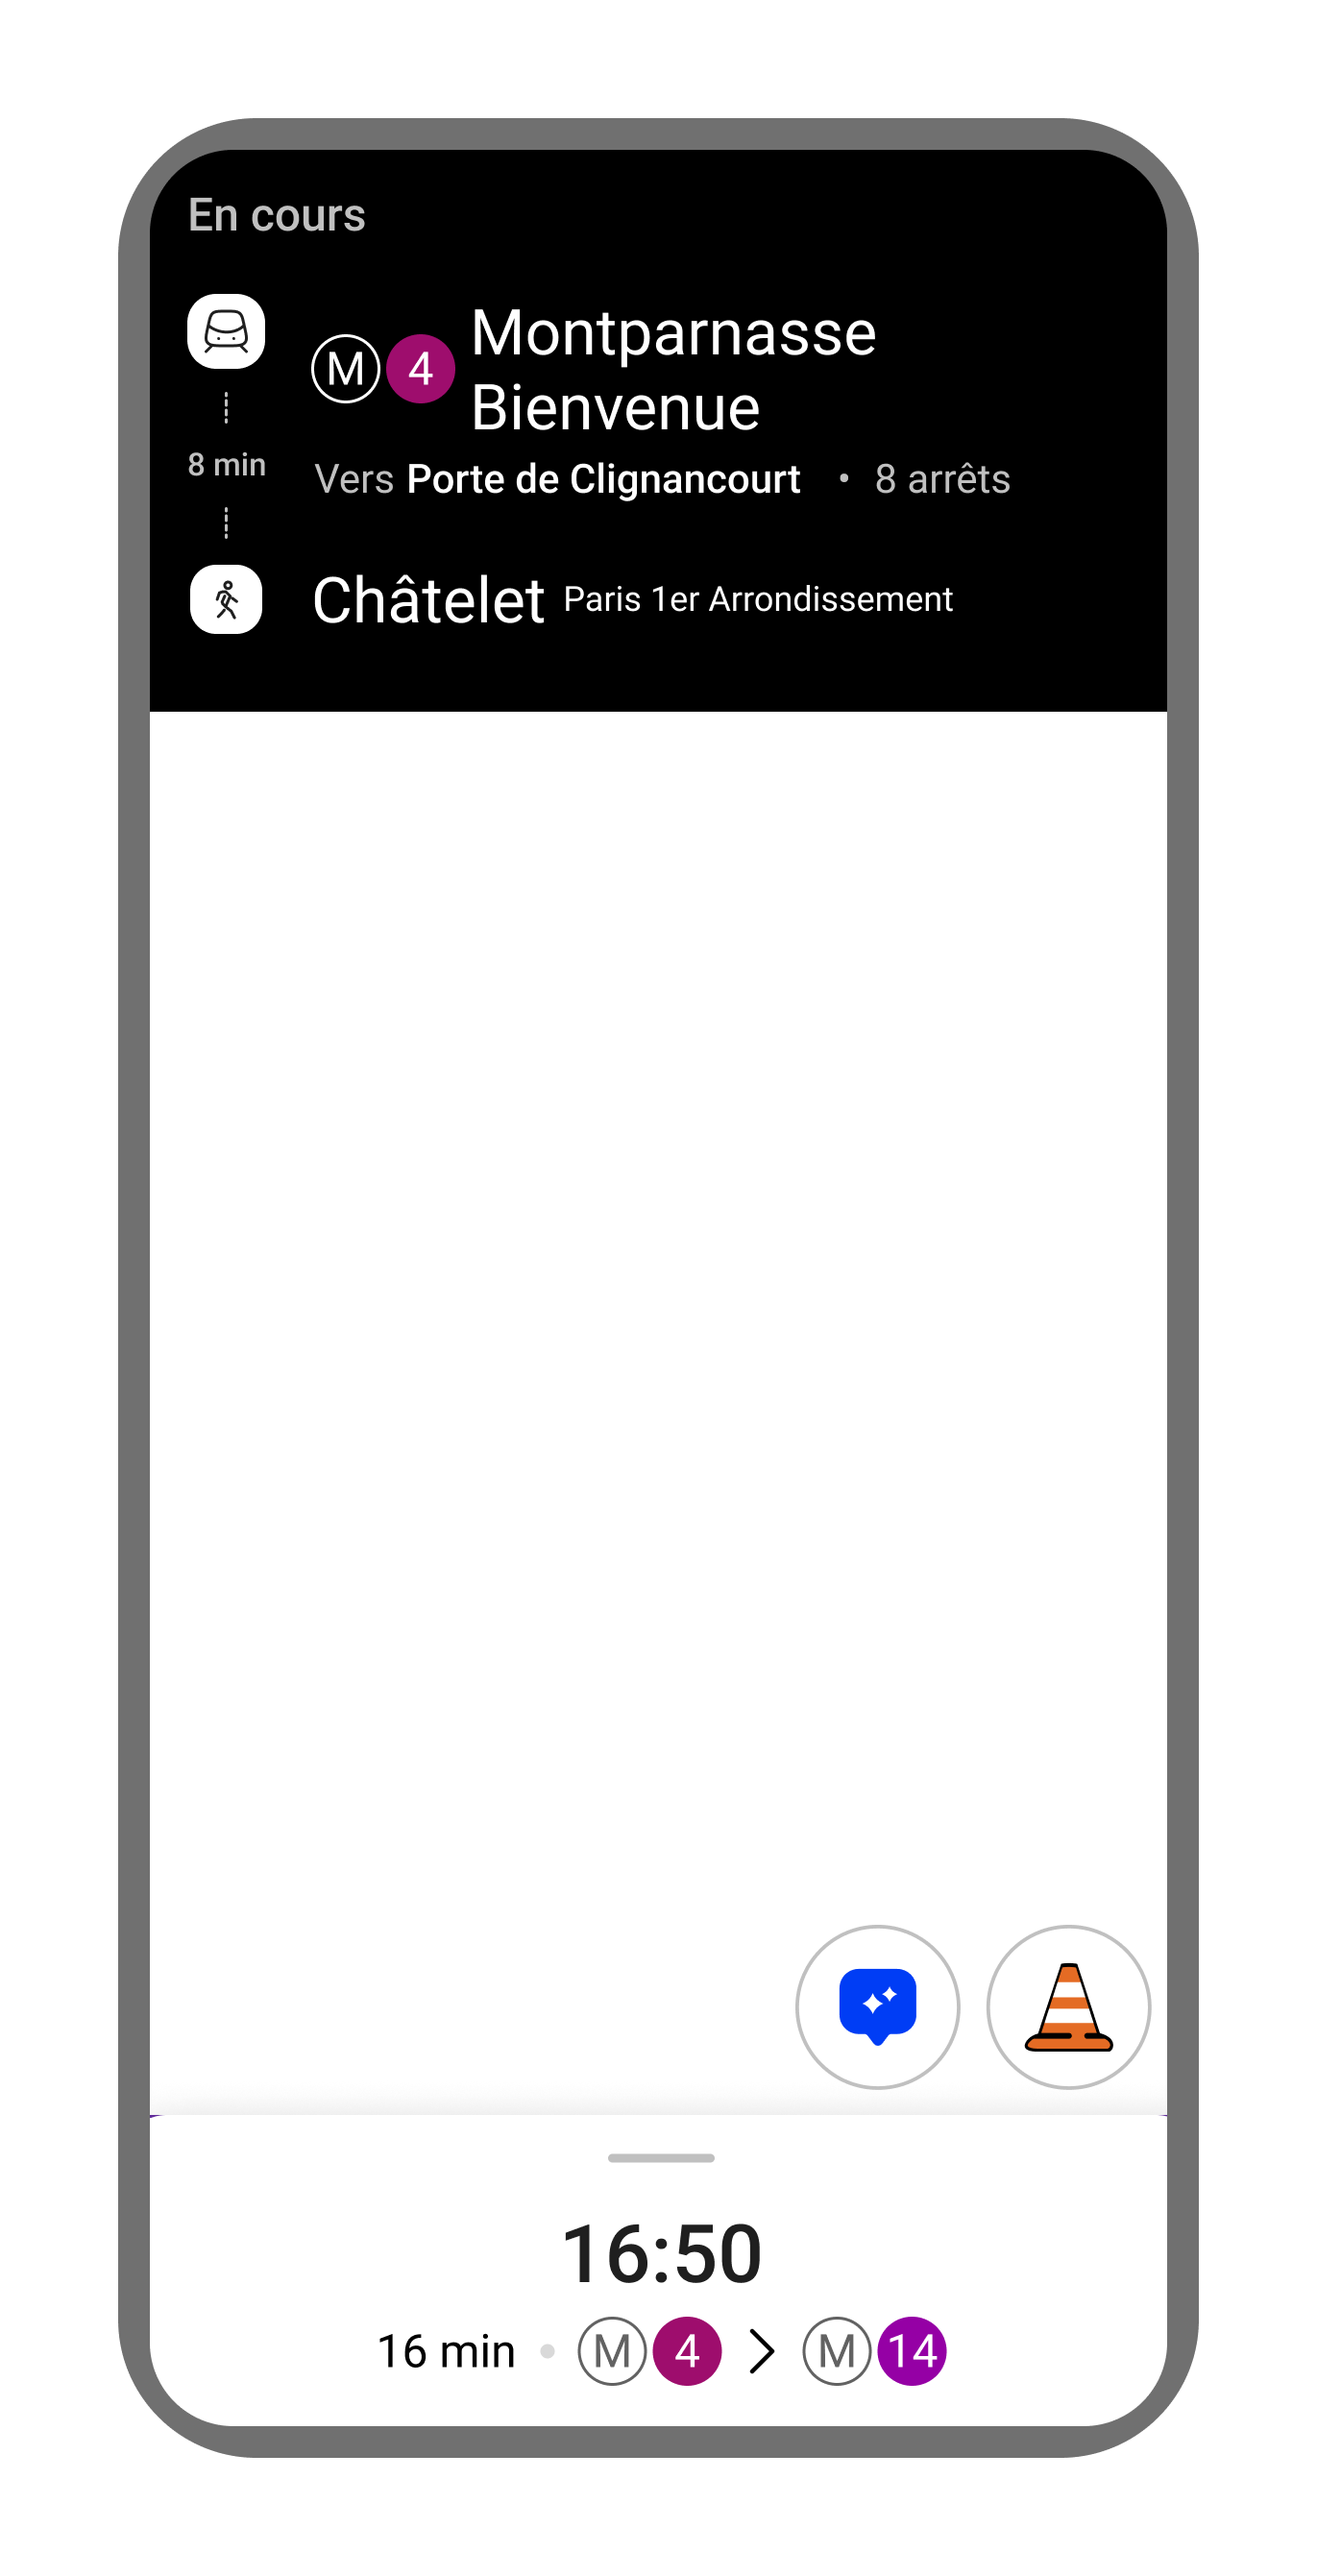 En cours
M 4 Montparnasse
Bienvenue
8 min
Vers Porte de Clignancourt • 8 arrêts
Châtelet Paris 1er Arrondissement
16:50
16 min • M 4 > M 14